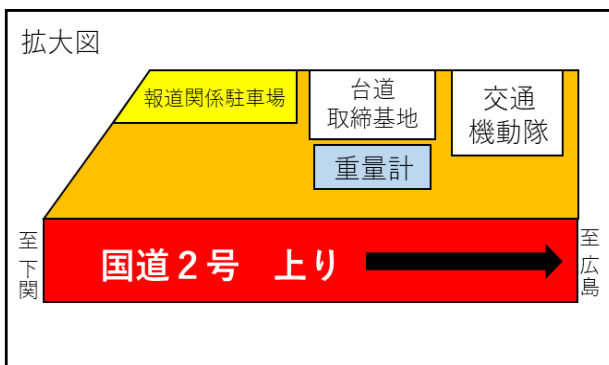 拡大図
報道関係駐車場
台道
取締基地
交通
機動隊
重量計
至下関
国道２号　上り
至広島